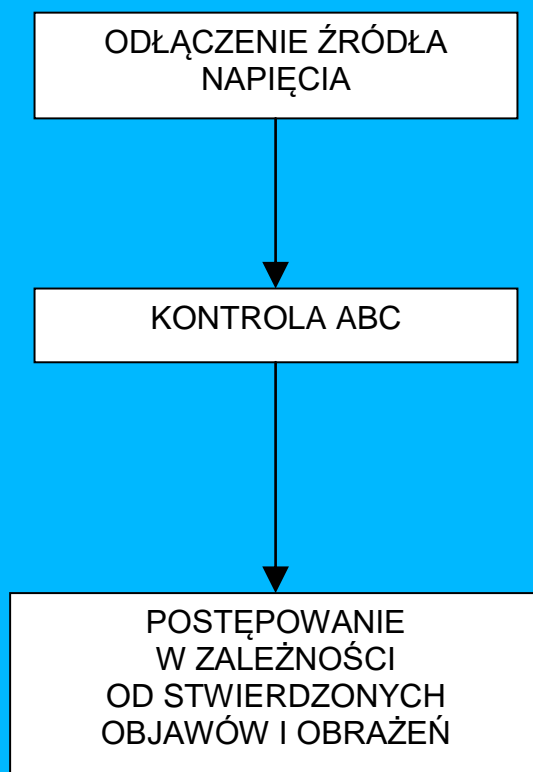 ODŁĄCZENIE ŹRÓDŁA
NAPIĘCIA
KONTROLA ABC
POSTĘPOWANIE
W ZALEŻNOŚCI
OD STWIERDZONYCH
OBJAWÓW I OBRAŻEŃ